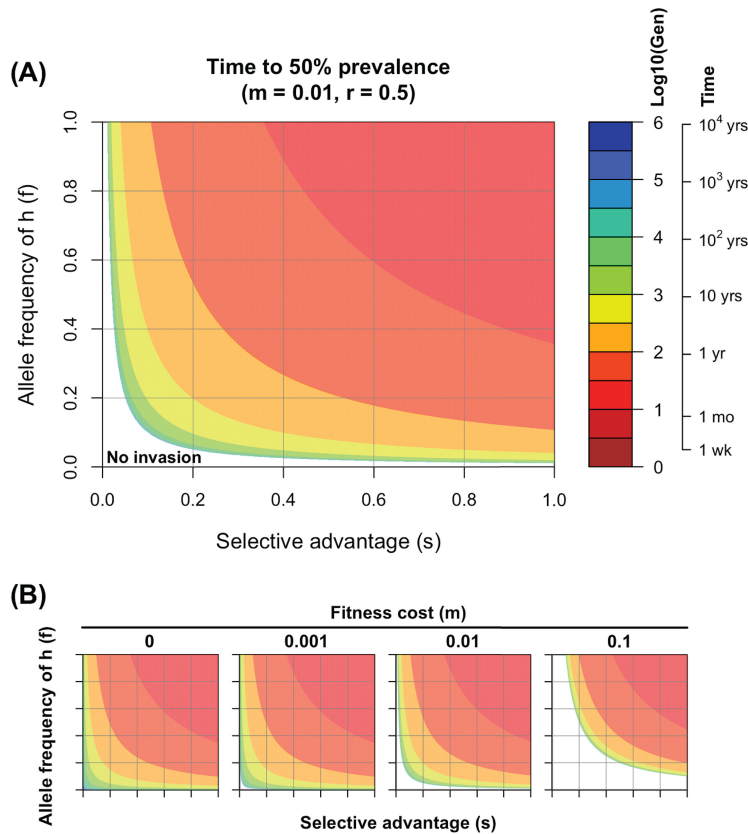 (A)
Time to 50% prevalence
(m = 0.01, r = 0.5)
Log10(Gen)
Time
Allele frequency of h (f)
1.0
0.8
0.6
0.4
0.2
0.0
No invasion
0.0 0.2 0.4 0.6 0.8 1.0
Selective advantage (s)
6
5
4
3
2
1
0
10⁴ yrs
10³ yrs
10² yrs
10 yrs
1 yr
1 mo
1 wk
(B)
Fitness cost (m)
0 0.001 0.01 0.1
Allele frequency of h (f)
Selective advantage (s)